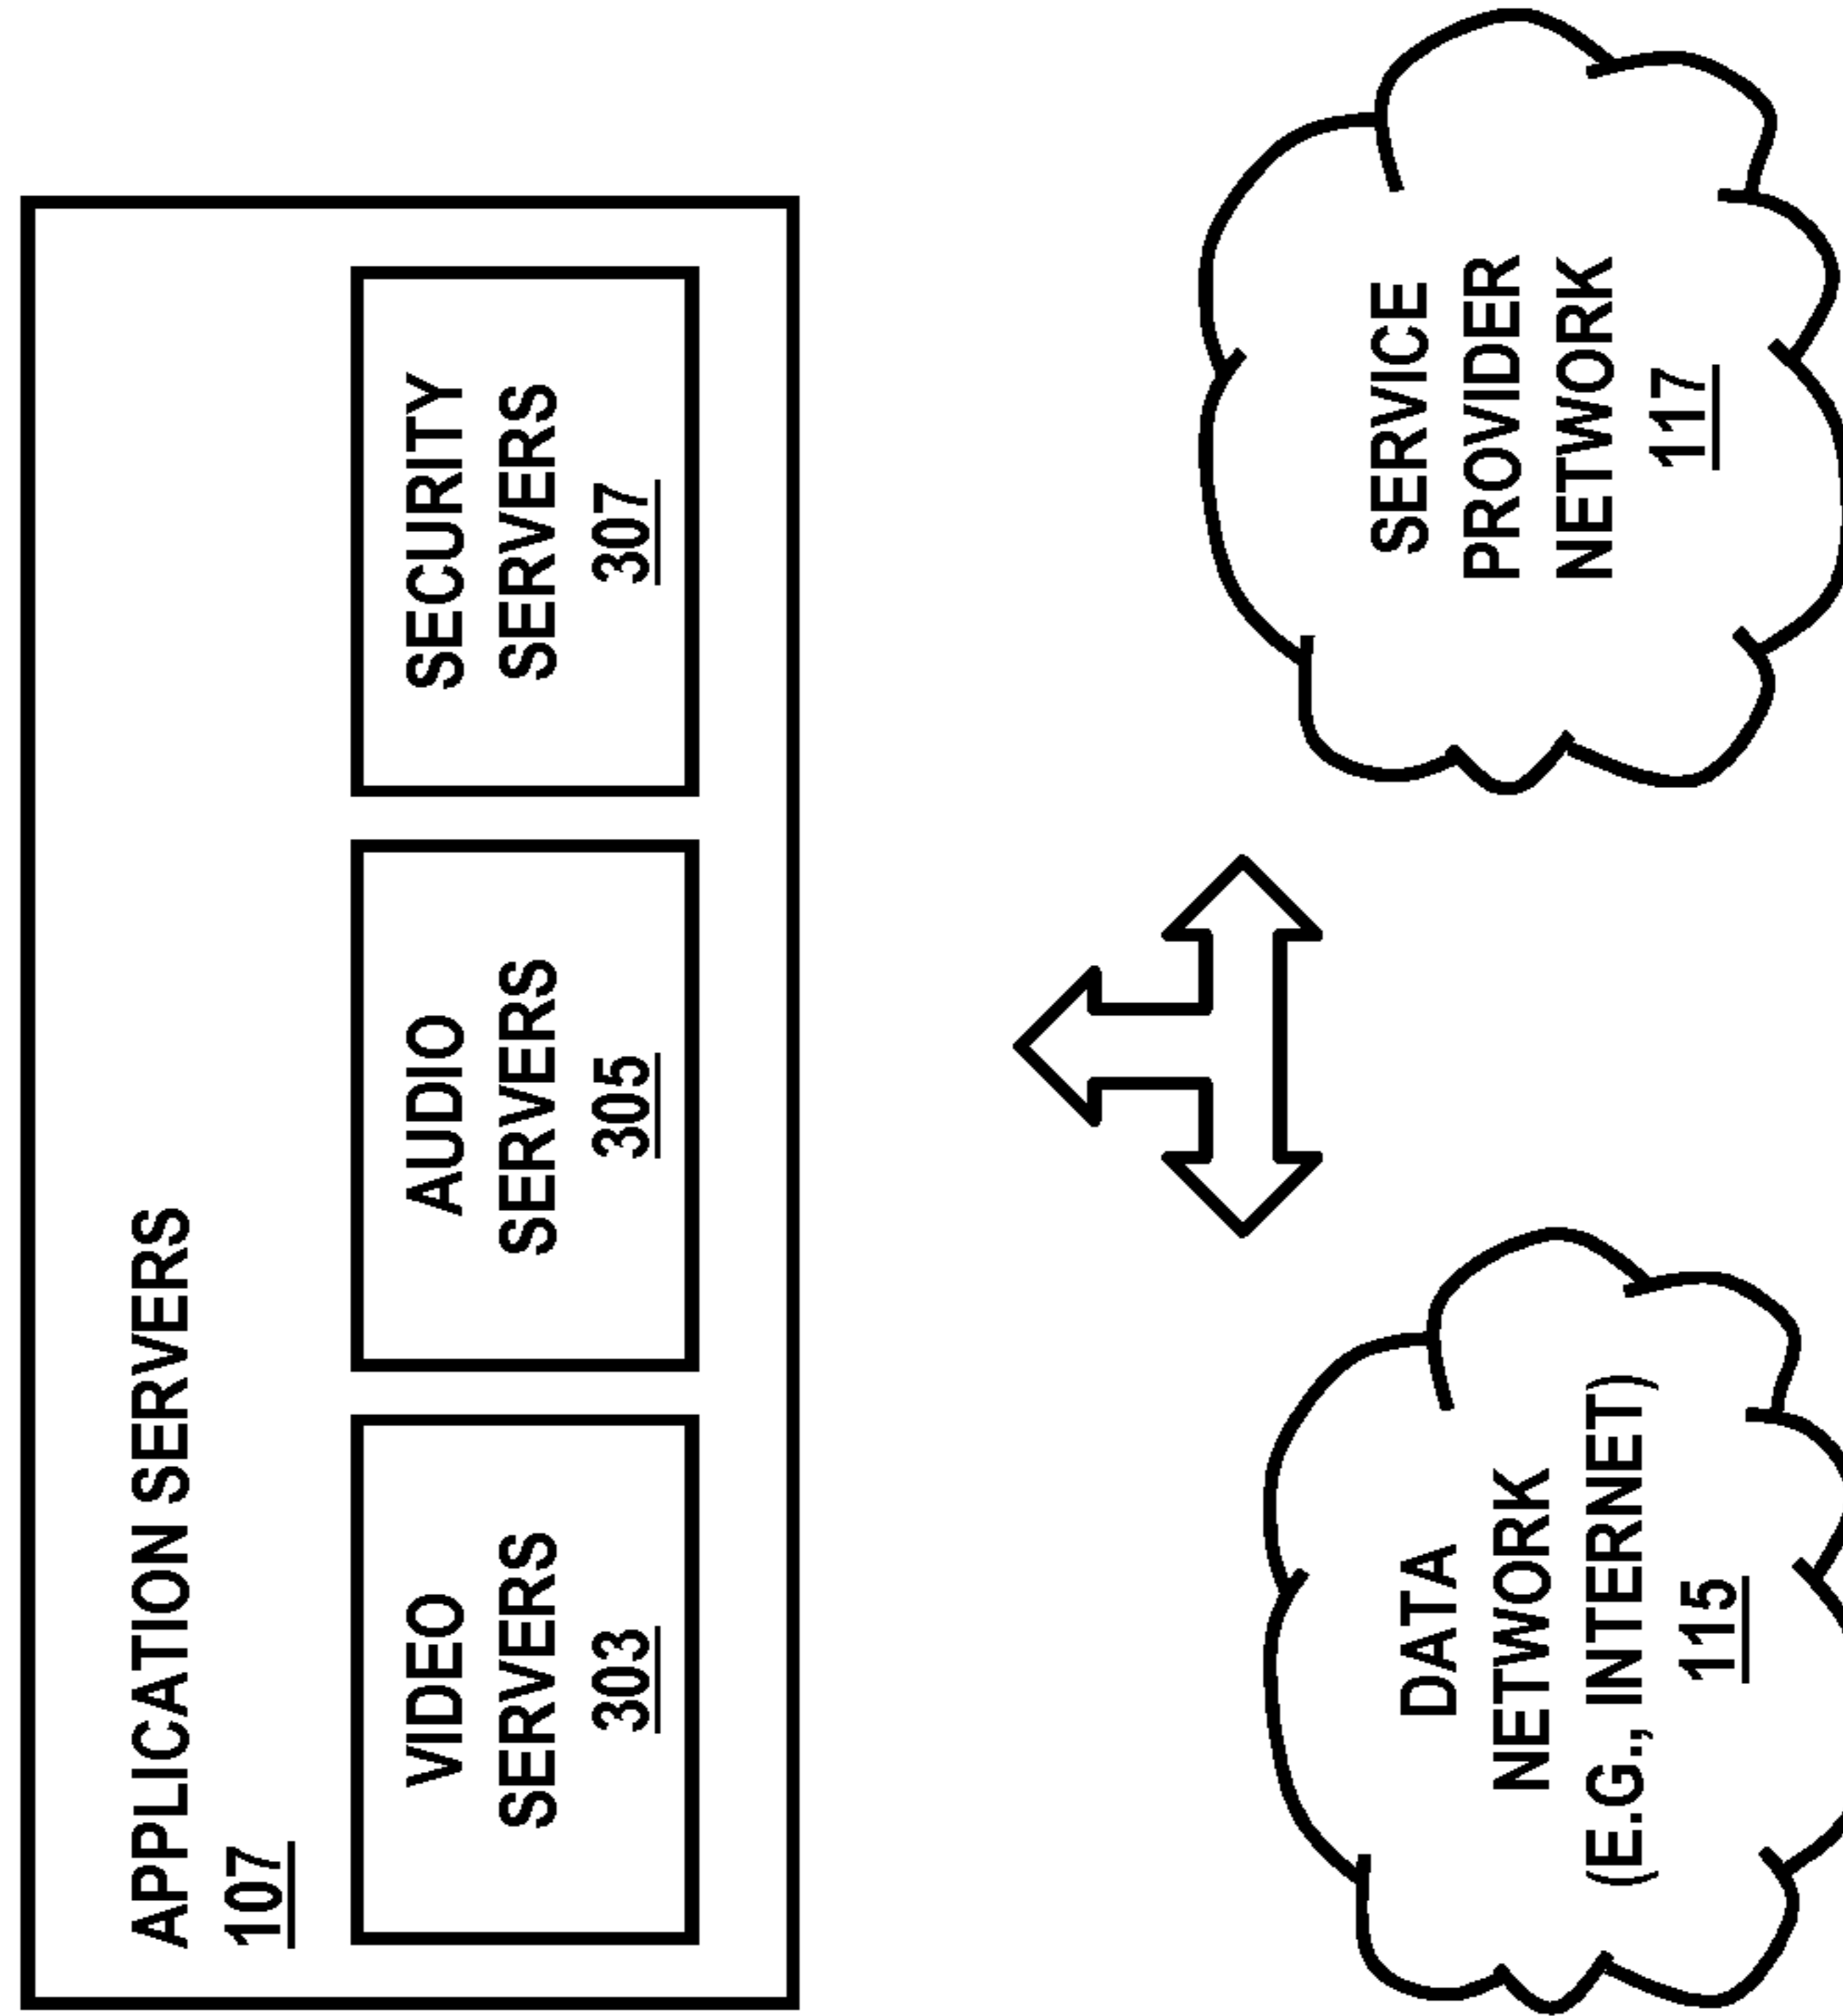 APPLICATION SERVERS
107
VIDEO
SERVERS
303
AUDIO
SERVERS
305
SECURITY
SERVERS
307
DATA
NETWORK
(E.G., INTERNET)
115
SERVICE
PROVIDER
NETWORK
117